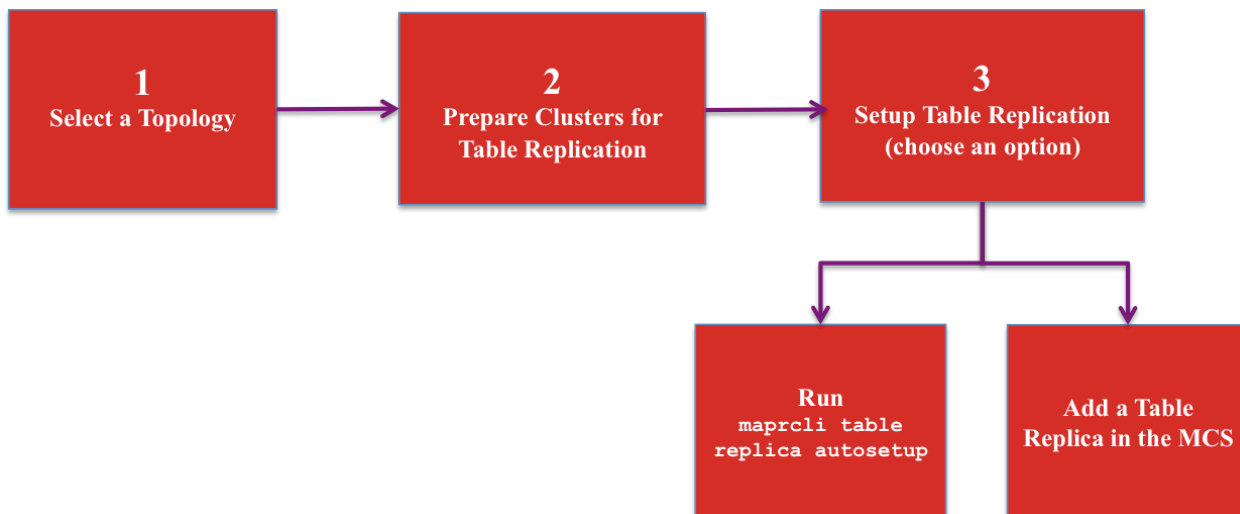 1
Select a Topology
2
Prepare Clusters for
Table Replication
3
Setup Table Replication
(choose an option)
Run
maprcli table
replica autosetup
Add a Table
Replica in the MCS